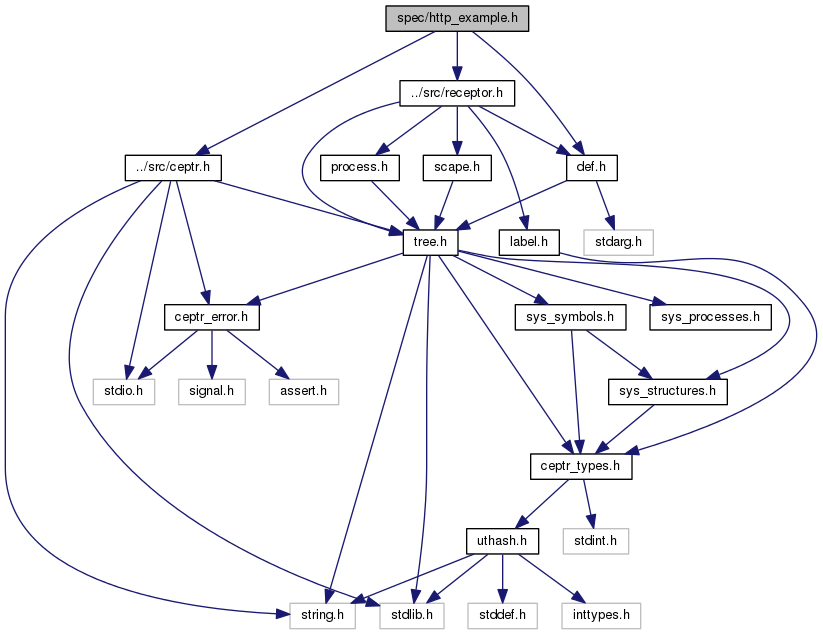 spec/http_example.h
../src/receptor.h
../src/ceptr.h
process.h
scape.h
def.h
tree.h
label.h
stdarg.h
ceptr_error.h
sys_symbols.h
sys_processes.h
stdio.h
signal.h
assert.h
sys_structures.h
ceptr_types.h
uthash.h
stdint.h
string.h
stdlib.h
stddef.h
inttypes.h